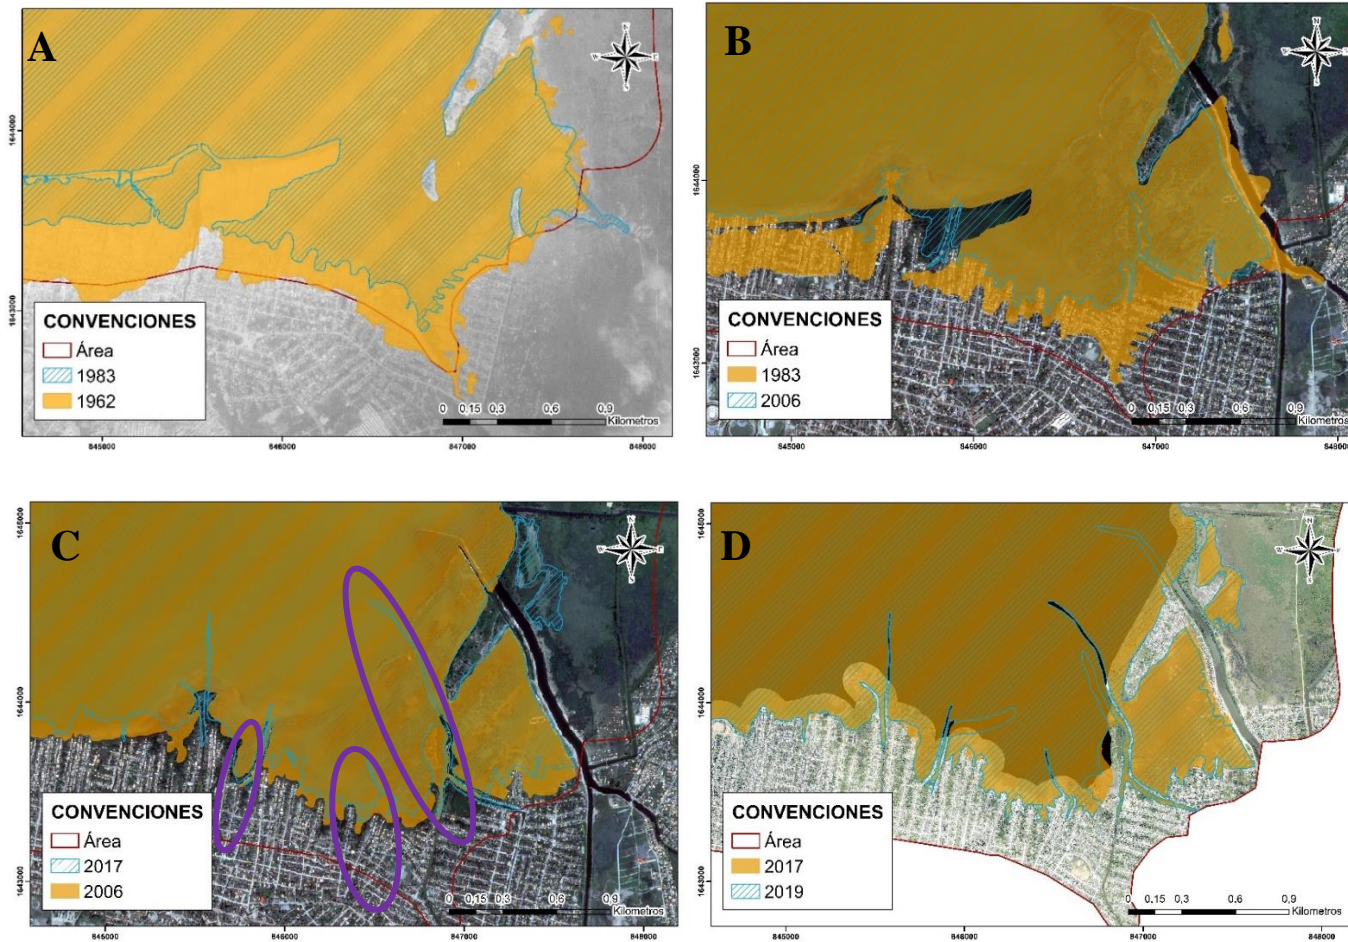 A
N
W
E
S
1644000
1643000
CONVENCIONES
Área
1983
1962
0 0,15 0,3 0,6 0,9
Kilometros
845000 846000 847000 848000
B
N
W
E
S
1644000
1643000
CONVENCIONES
Área
1983
2006
0 0,15 0,3 0,6 0,9
Kilometros
845000 846000 847000 848000
C
N
W
E
S
1645000
1644000
1643000
CONVENCIONES
Área
2017
2006
0 0,15 0,3 0,6 0,9
Kilometros
845000 846000 847000 848000
D
N
W
S
1645000
1644000
1643000
CONVENCIONES
Área
2017
2019
0 0,15 0,3 0,6 0,9
Kilometros
845000 846000 847000 848000